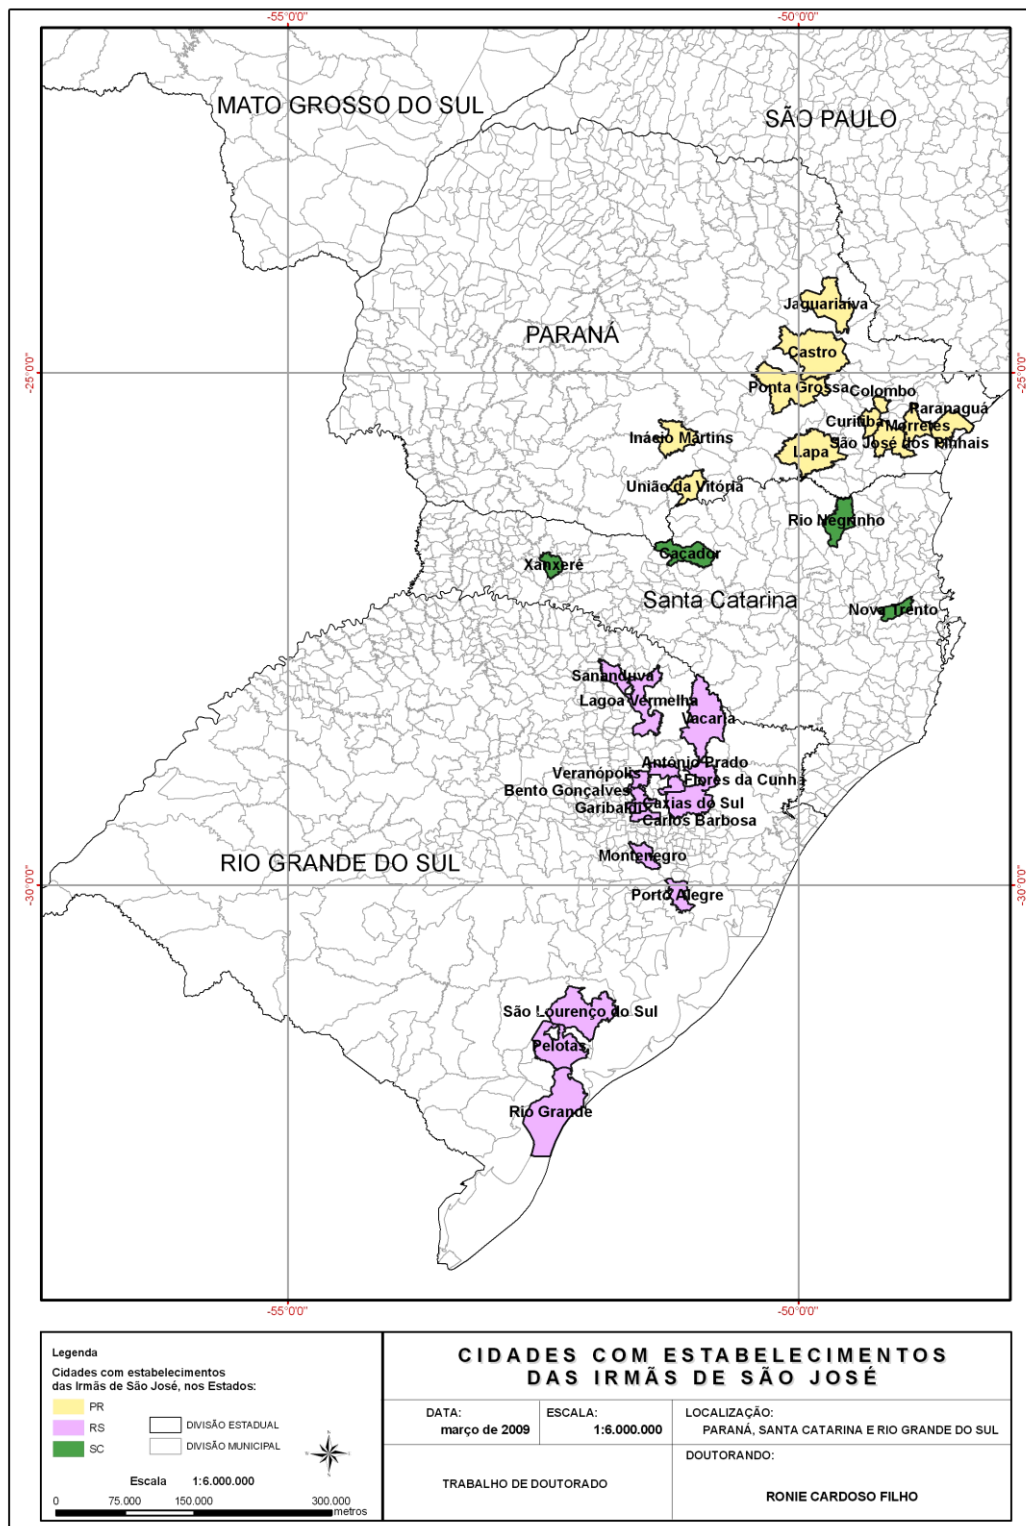 -55°0'0"
-50°0'0"
MATO GROSSO DO SUL
SÃO PAULO
Jaguariaíva
PARANÁ
Castro
-25°0'0"
-25°0'0"
Ponta Grossa
Colombo
Paranaguá
Curitiba
Morretes
Inácio Martins
São José dos Pinhais
Lapa
União da Vitória
Rio Negrinho
Caçador
Xanxerê
Santa Catarina
Nova Trento
Sananduva
Lagoa Vermelha
Vacaria
Antônio Prado
Veranópolis
Flores da Cunh
Bento Gonçalves
Caxias do Sul
Garibaldi
Carlos Barbosa
Montenegro
RIO GRANDE DO SUL
-30°0'0"
-30°0'0"
Porto Alegre
São Lourenço do Sul
Pelotas
Rio Grande
-55°0'0"
-50°0'0"
Legenda
Cidades com estabelecimentos
das Irmãs de São José, nos Estados:
PR
RS
SC
DIVISÃO ESTADUAL
DIVISÃO MUNICIPAL
Escala 1:6.000.000
0 75.000 150.000 300.000
metros
CIDADES COM ESTABELECIMENTOS
DAS IRMÃS DE SÃO JOSÉ
DATA:
março de 2009
ESCALA:
1:6.000.000
LOCALIZAÇÃO:
PARANÁ, SANTA CATARINA E RIO GRANDE DO SUL
TRABALHO DE DOUTORADO
DOUTORANDO:
RONIE CARDOSO FILHO